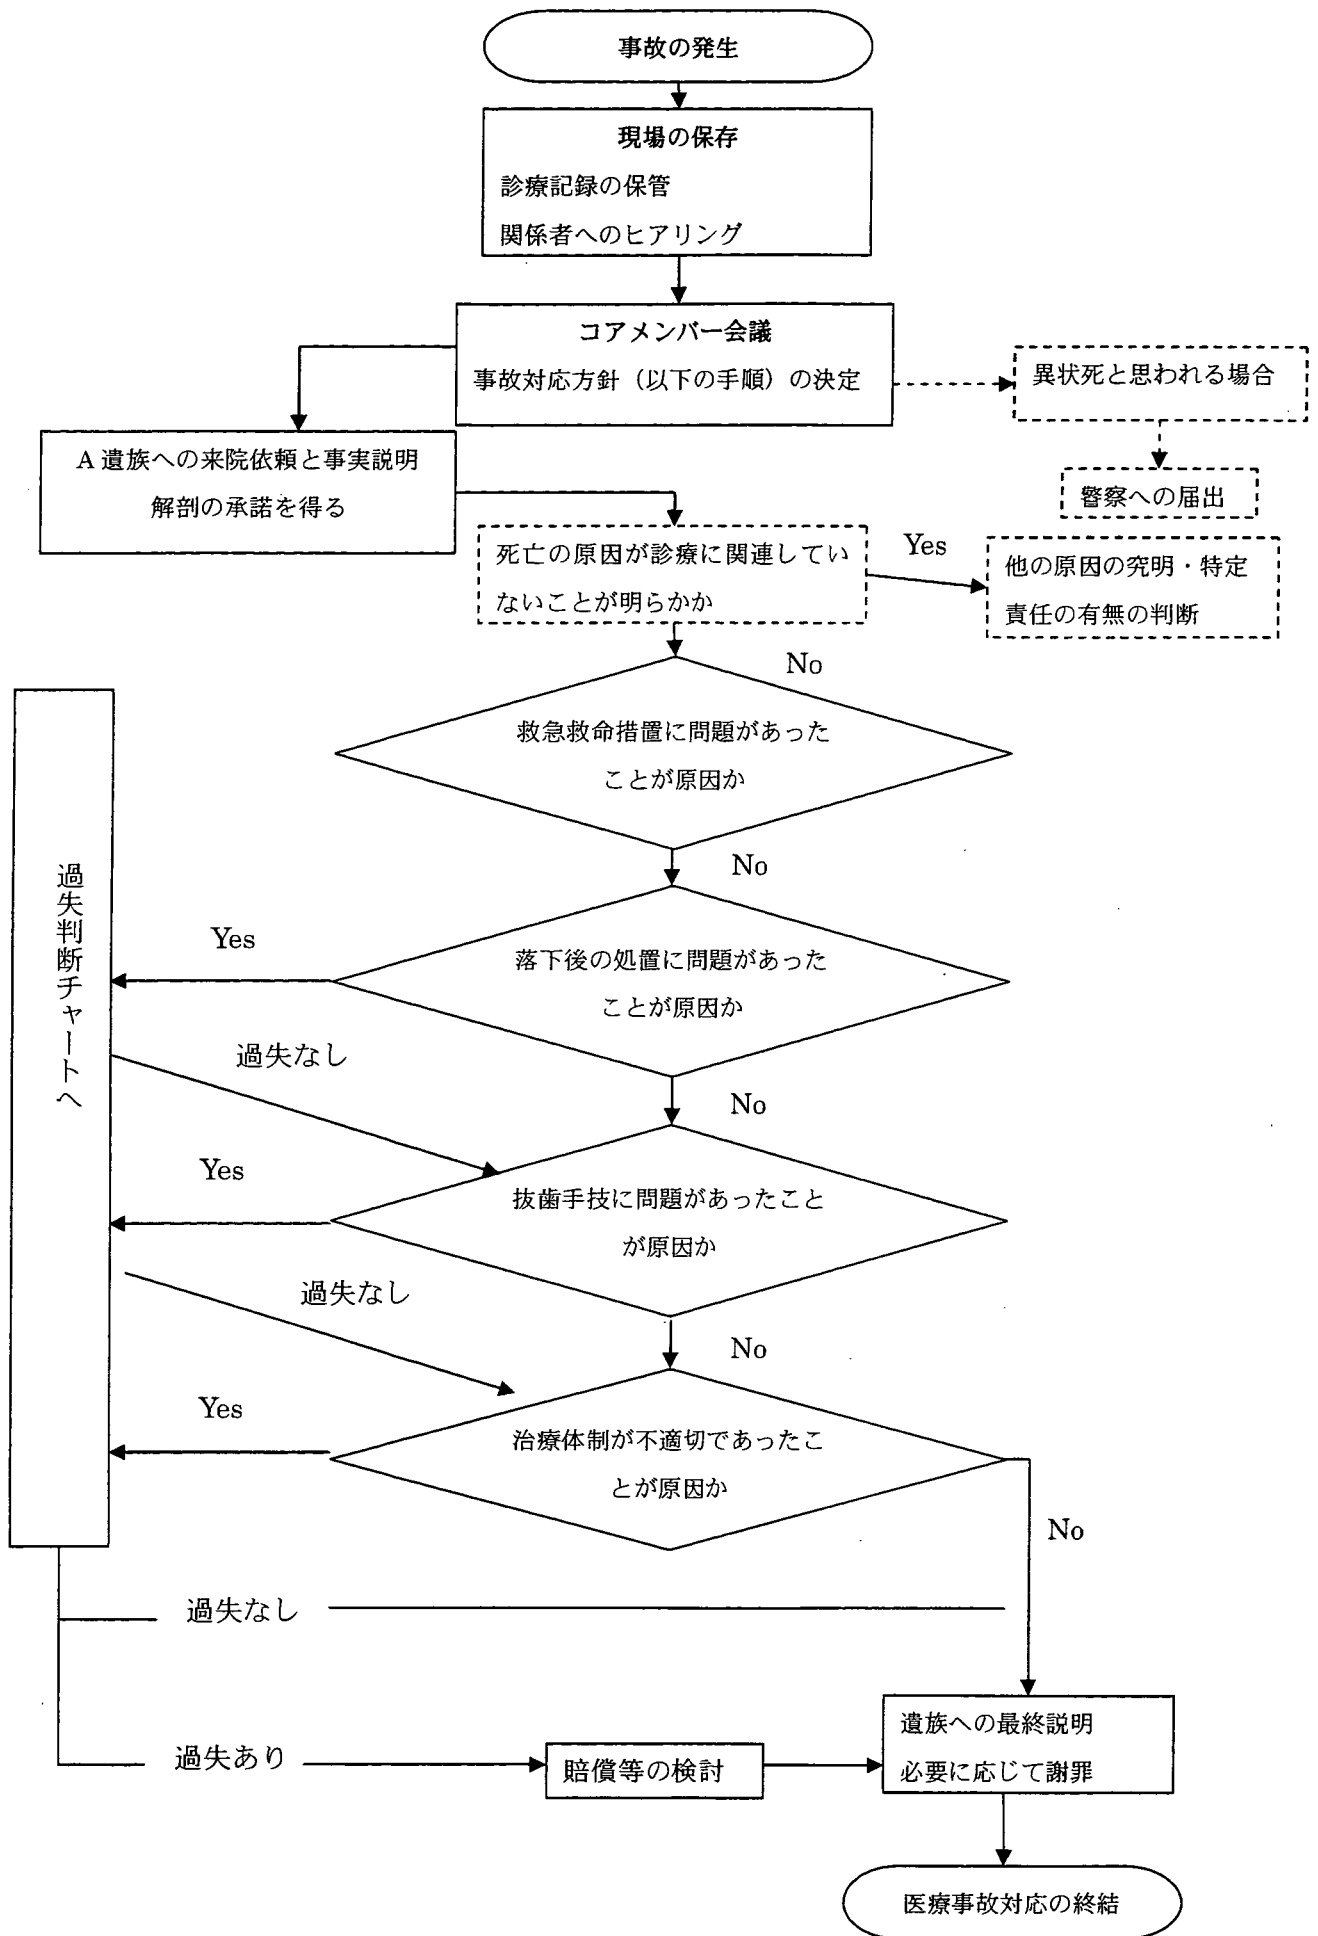 事故の発生
現場の保存
診療記録の保管
関係者へのヒアリング
コアメンバー会議
事故対応方針（以下の手順）の決定
異状死と思われる場合
警察への届出
A 遺族への来院依頼と事実説明
解剖の承諾を得る
死亡の原因が診療に関連してい
ないことが明らかか
Yes
他の原因の究明・特定
責任の有無の判断
No
救急救命措置に問題があった
ことが原因か
No
過失判断チャートへ
Yes
落下後の処置に問題があった
ことが原因か
過失なし
No
Yes
抜歯手技に問題があったこと
が原因か
過失なし
No
Yes
治療体制が不適切であったこ
とが原因か
No
過失なし
過失あり
賠償等の検討
遺族への最終説明
必要に応じて謝罪
医療事故対応の終結